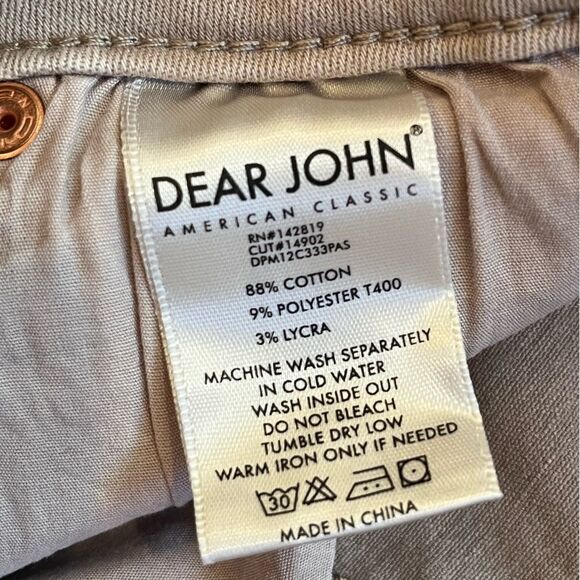 DEAR JOHN®
AMERICAN CLASSIC
RN#142819
CUT#14902
DPM12C333PAS
88% COTTON
9% POLYESTER T400
3% LYCRA
MACHINE WASH SEPARATELY
IN COLD WATER
WASH INSIDE OUT
DO NOT BLEACH
TUMBLE DRY LOW
WARM IRON ONLY IF NEEDED
30
MADE IN CHINA